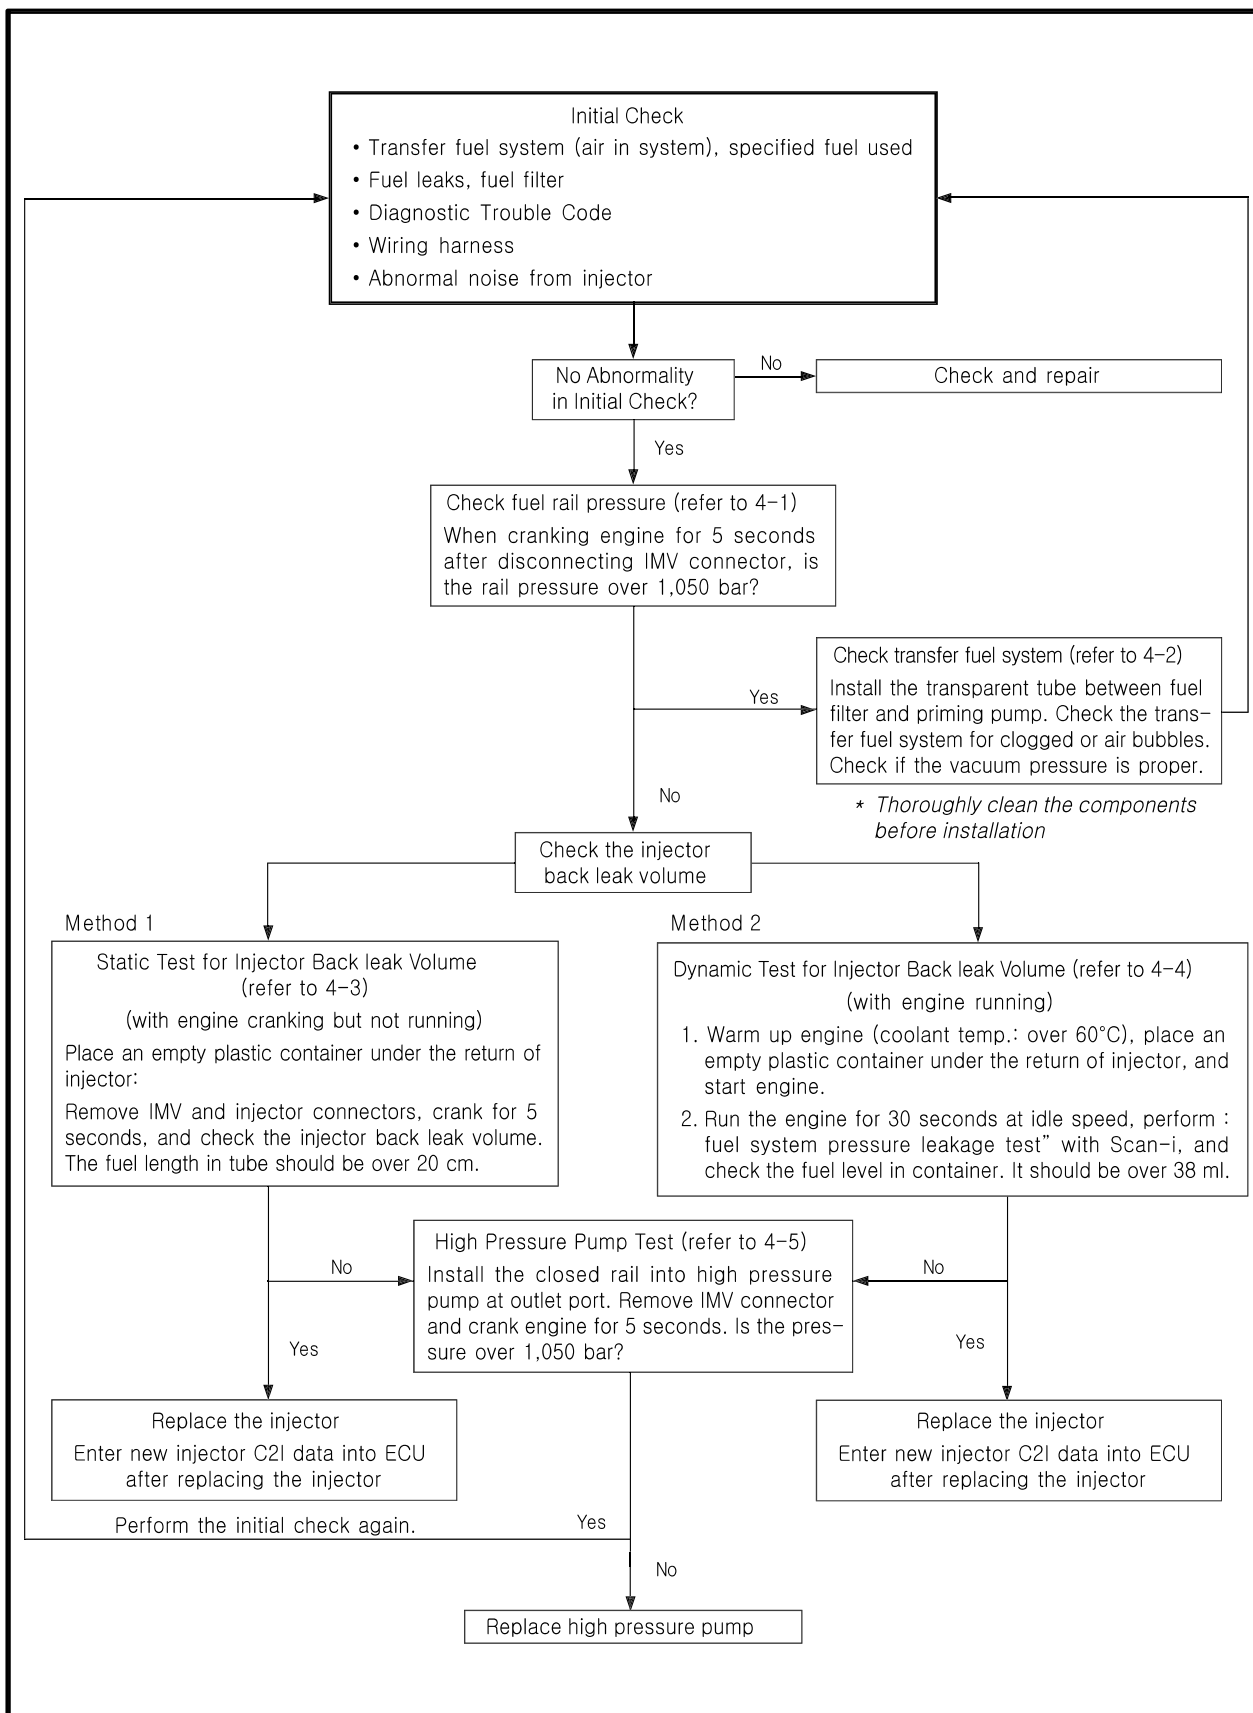 Initial Check
• Transfer fuel system (air in system), specified fuel used
• Fuel leaks, fuel filter
• Diagnostic Trouble Code
• Wiring harness
• Abnormal noise from injector
No Abnormality
in Initial Check?
No
Check and repair
Yes
Check fuel rail pressure (refer to 4-1)
When cranking engine for 5 seconds
after disconnecting IMV connector, is
the rail pressure over 1,050 bar?
Yes
Check transfer fuel system (refer to 4-2)
Install the transparent tube between fuel
filter and priming pump. Check the trans-
fer fuel system for clogged or air bubbles.
Check if the vacuum pressure is proper.
* Thoroughly clean the components
before installation
No
Check the injector
back leak volume
Method 1
Static Test for Injector Back leak Volume
(refer to 4-3)
(with engine cranking but not running)
Place an empty plastic container under the return of
injector:
Remove IMV and injector connectors, crank for 5
seconds, and check the injector back leak volume.
The fuel length in tube should be over 20 cm.
Method 2
Dynamic Test for Injector Back leak Volume (refer to 4-4)
(with engine running)
1. Warm up engine (coolant temp.: over 60°C), place an
empty plastic container under the return of injector, and
start engine.
2. Run the engine for 30 seconds at idle speed, perform :
fuel system pressure leakage test” with Scan-i, and
check the fuel level in container. It should be over 38 ml.
No
High Pressure Pump Test (refer to 4-5)
Install the closed rail into high pressure
pump at outlet port. Remove IMV connector
and crank engine for 5 seconds. Is the pres-
sure over 1,050 bar?
No
Yes
Yes
Replace the injector
Enter new injector C2I data into ECU
after replacing the injector
Replace the injector
Enter new injector C2I data into ECU
after replacing the injector
Perform the initial check again.
Yes
No
Replace high pressure pump